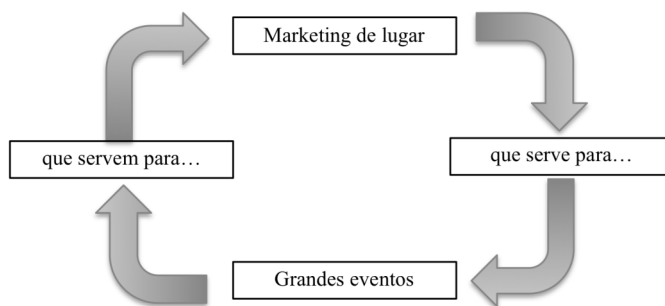 Marketing de lugar
que servem para…
que serve para…
Grandes eventos